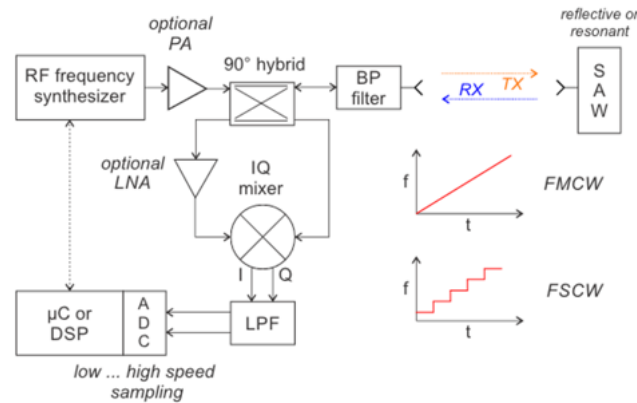 optional
PA
reflective or
resonant
RF frequency
synthesizer
90° hybrid
BP
filter
RX
TX
S
A
W
optional
LNA
IQ
mixer
f
t
FMCW
I
Q
f
t
FSCW
µC or
DSP
A
D
C
LPF
low ... high speed
sampling